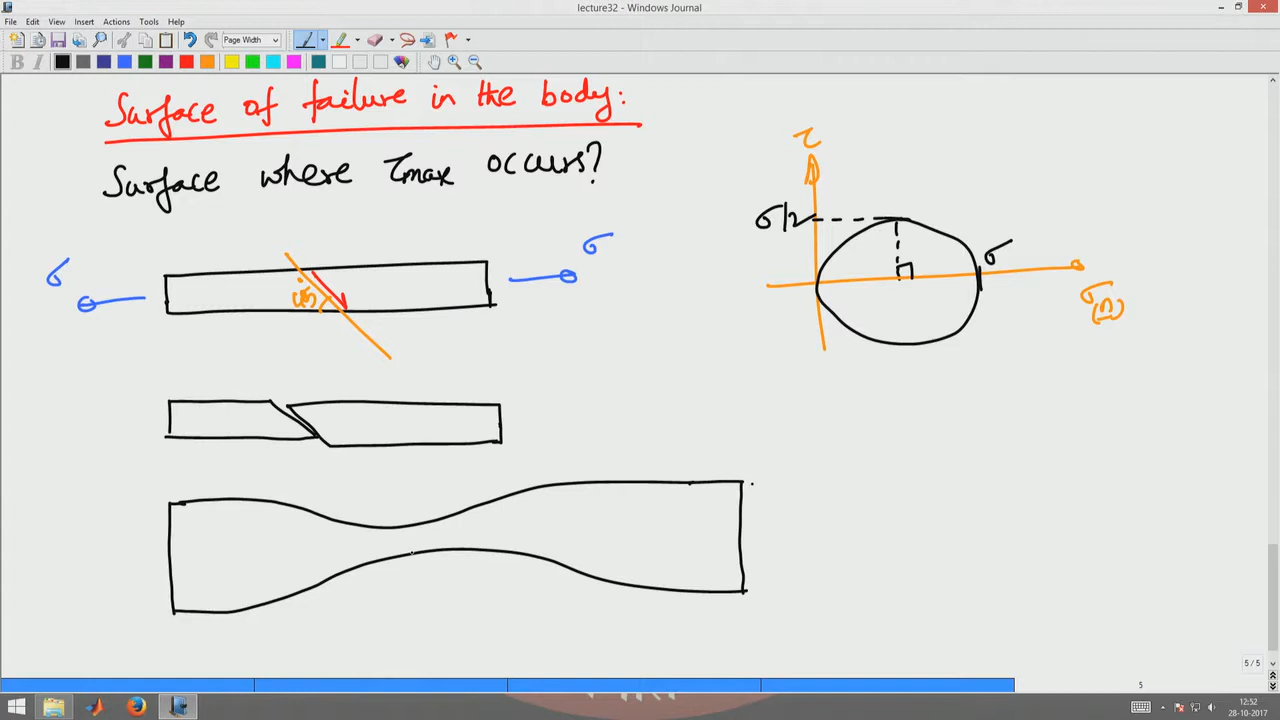 lecture32 - Windows Journal
File Edit View Insert Actions Tools Help
Page Width
B I
Surface of failure in the body:
Surface where τmax occurs?
τ
σ/2
σ
σ
σ
45°
σ(n)
5 / 5
5
12:52
28-10-2017